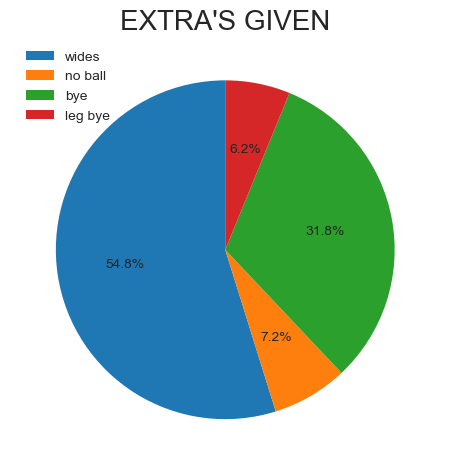 EXTRA'S GIVEN
wides
no ball
bye
leg bye
6.2%
31.8%
54.8%
7.2%